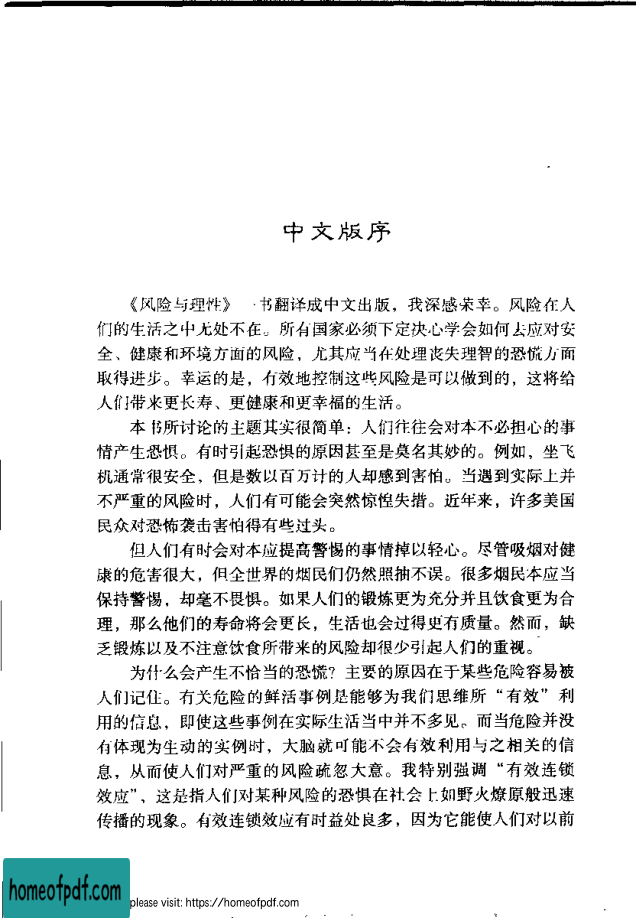 中文版序
《风险与理性》一书翻译成中文出版，我深感荣幸。风险在人
们的生活之中无处不在。所有国家必须下定决心学会如何去应对安
全、健康和环境方面的风险，尤其应当在处理丧失理智的恐慌方面
取得进步。幸运的是，有效地控制这些风险是可以做到的，这将给
人们带来更长寿、更健康和更幸福的生活。
本书所讨论的主题其实很简单：人们往往会对本不必担心的事
情产生恐惧。有时引起恐惧的原因甚至是莫名其妙的。例如，坐飞
机通常很安全，但是数以百万计的人却感到害怕。当遇到实际上并
不严重的风险时，人们有可能会突然惊惶失措。近年来，许多美国
民众对恐怖袭击害怕得有些过头。
但人们有时会对本应提高警惕的事情掉以轻心。尽管吸烟对健
康的危害很大，但全世界的烟民们仍然照抽不误。很多烟民本应当
保持警惕，却毫不畏惧。如果人们的锻炼更为充分并且饮食更为合
理，那么他们的寿命将会更长，生活也会过得更有质量。然而，缺
乏锻炼以及不注意饮食所带来的风险却很少引起人们的重视。
为什么会产生不恰当的恐慌？主要的原因在于某些危险容易被
人们记住。有关危险的鲜活事例是能够为我们思维所“有效”利
用的信息，即使这些事例在实际生活当中并不多见。而当危险并没
有体现为生动的实例时，大脑就可能不会有效利用与之相关的信
息，从而使人们对严重的风险疏忽大意。我特别强调“有效连锁
效应”，这是指人们对某种风险的恐惧在社会上如野火燎原般迅速
传播的现象。有效连锁效应有时益处良多，因为它能使人们对以前
homeofpdf.com
please visit: https://homeofpdf.com